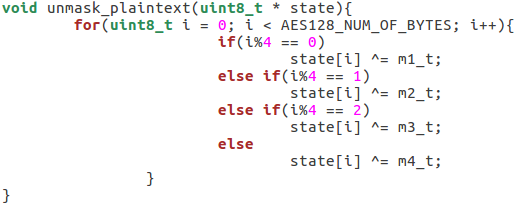 void unmask_plaintext(uint8_t * state){
        for(uint8_t i = 0; i < AES128_NUM_OF_BYTES; i++){
                        if(i%4 == 0)
                                state[i] ^= m1_t;
                        else if(i%4 == 1)
                                state[i] ^= m2_t;
                        else if(i%4 == 2)
                                state[i] ^= m3_t;
                        else
                                state[i] ^= m4_t;
                }
}